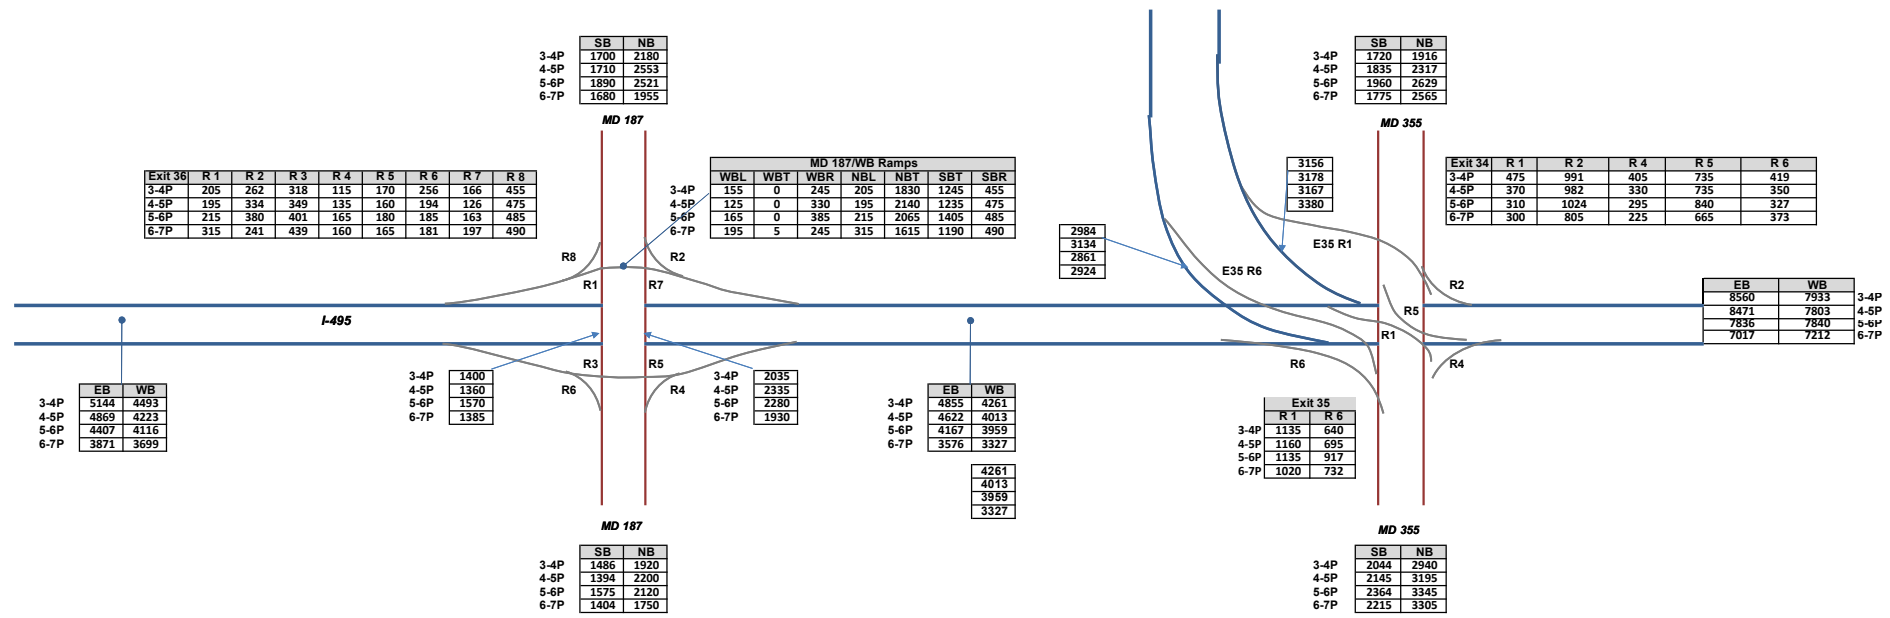 SB NB
3-4P 1700 2180
4-5P 1710 2553
5-6P 1890 2521
6-7P 1680 1955
MD 187
SB NB
3-4P 1720 1916
4-5P 1835 2317
5-6P 1960 2629
6-7P 1775 2565
MD 355
Exit 36 R 1 R 2 R 3 R 4 R 5 R 6 R 7 R 8
3-4P 205 262 318 115 170 256 166 455
4-5P 195 334 349 135 160 194 126 475
5-6P 215 380 401 165 180 185 163 485
6-7P 315 241 439 160 165 181 197 490
MD 187/WB Ramps
WBL WBT WBR NBL NBT SBT SBR
3-4P 155 0 245 205 1830 1245 455
4-5P 125 0 330 195 2140 1235 475
5-6P 165 0 385 215 2065 1405 485
6-7P 195 5 245 315 1615 1190 490
3156
3178
3167
3380
Exit 34 R 1 R 2 R 4 R 5 R 6
3-4P 475 991 405 735 419
4-5P 370 982 330 735 350
5-6P 310 1024 295 840 327
6-7P 300 805 225 665 373
2984
3134
2861
2924
R8
R2
R1
R7
E35 R1
E35 R6
R2
R5
R1
R4
R6
EB WB
8560 7933 3-4P
8471 7803 4-5P
7836 7840 5-6P
7017 7212 6-7P
I-495
R3
R5
R6
R4
3-4P 1400
4-5P 1360
5-6P 1570
6-7P 1385
3-4P 2035
4-5P 2335
5-6P 2280
6-7P 1930
EB WB
3-4P 5144 4493
4-5P 4869 4223
5-6P 4407 4116
6-7P 3871 3699
EB WB
3-4P 4855 4261
4-5P 4622 4013
5-6P 4167 3959
6-7P 3576 3327
4261
4013
3959
3327
Exit 35
R 1 R 6
3-4P 1135 640
4-5P 1160 695
5-6P 1135 917
6-7P 1020 732
MD 187
SB NB
3-4P 1486 1920
4-5P 1394 2200
5-6P 1575 2120
6-7P 1404 1750
MD 355
SB NB
3-4P 2044 2940
4-5P 2145 3195
5-6P 2364 3345
6-7P 2215 3305